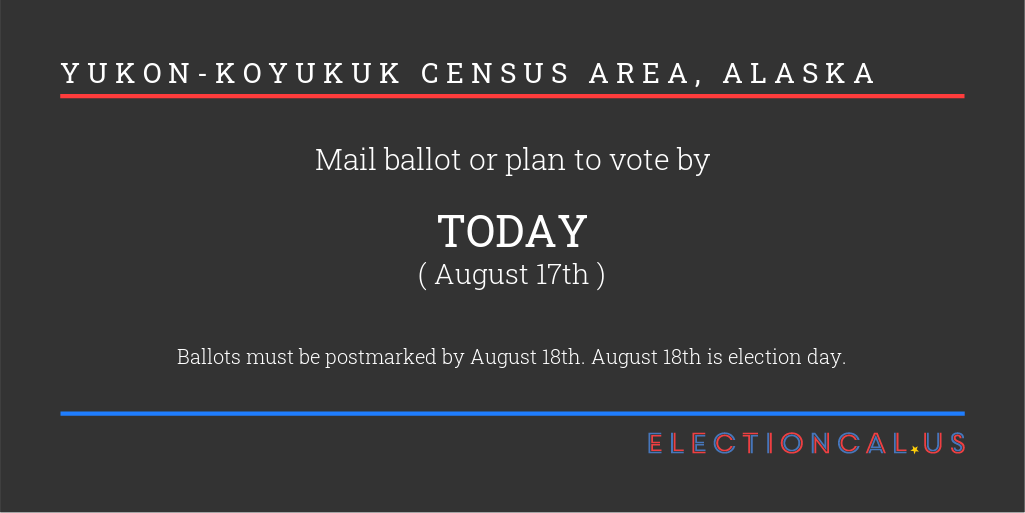 YUKON-KOYUKUK CENSUS AREA, ALASKA
Mail ballot or plan to vote by
TODAY
( August 17th )
Ballots must be postmarked by August 18th. August 18th is election day.
ELECTIONCAL.US